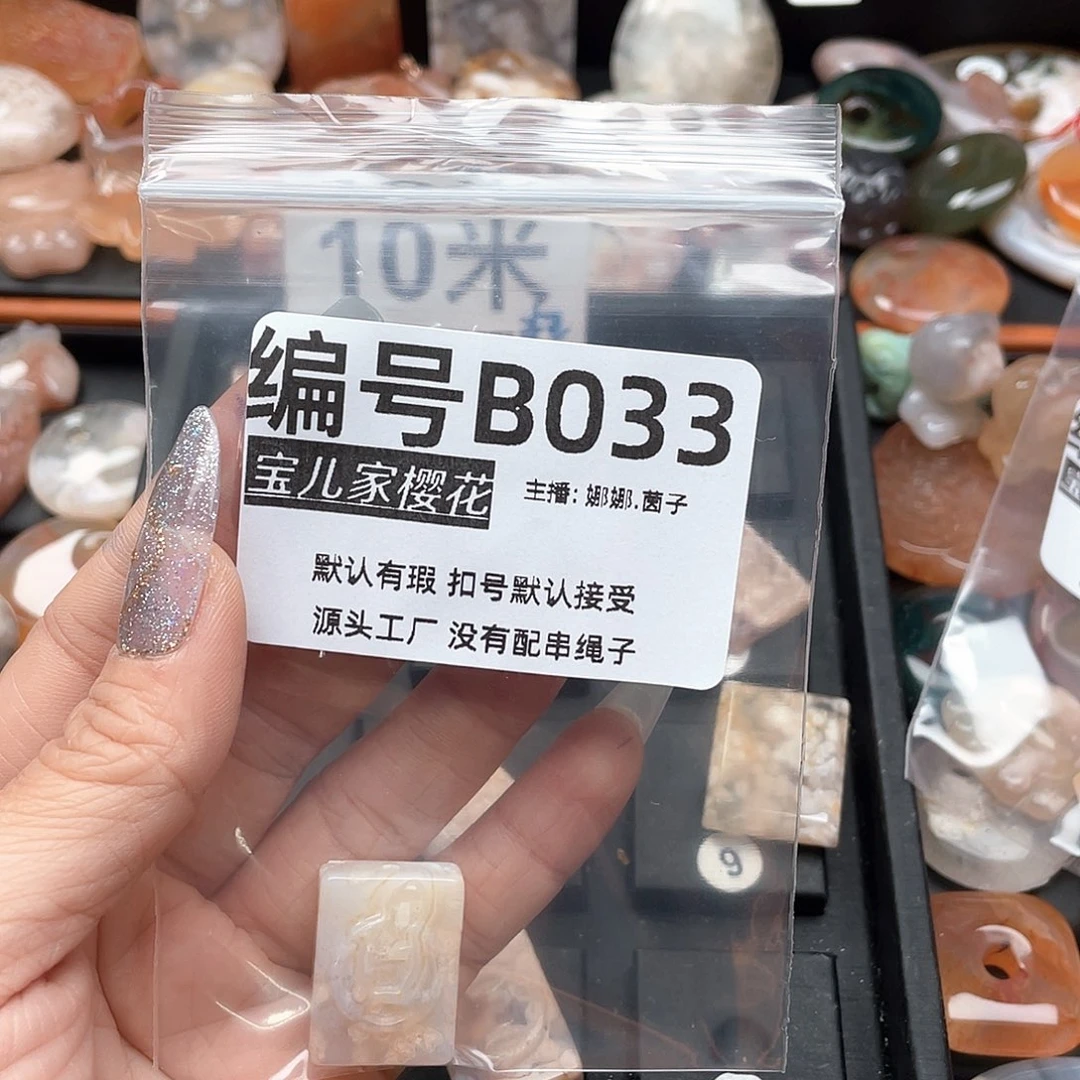 10米
编号B033
宝儿家樱花
主播: 娜娜.茵子
默认有瑕 扣号默认接受
源头工厂 没有配串绳子
9